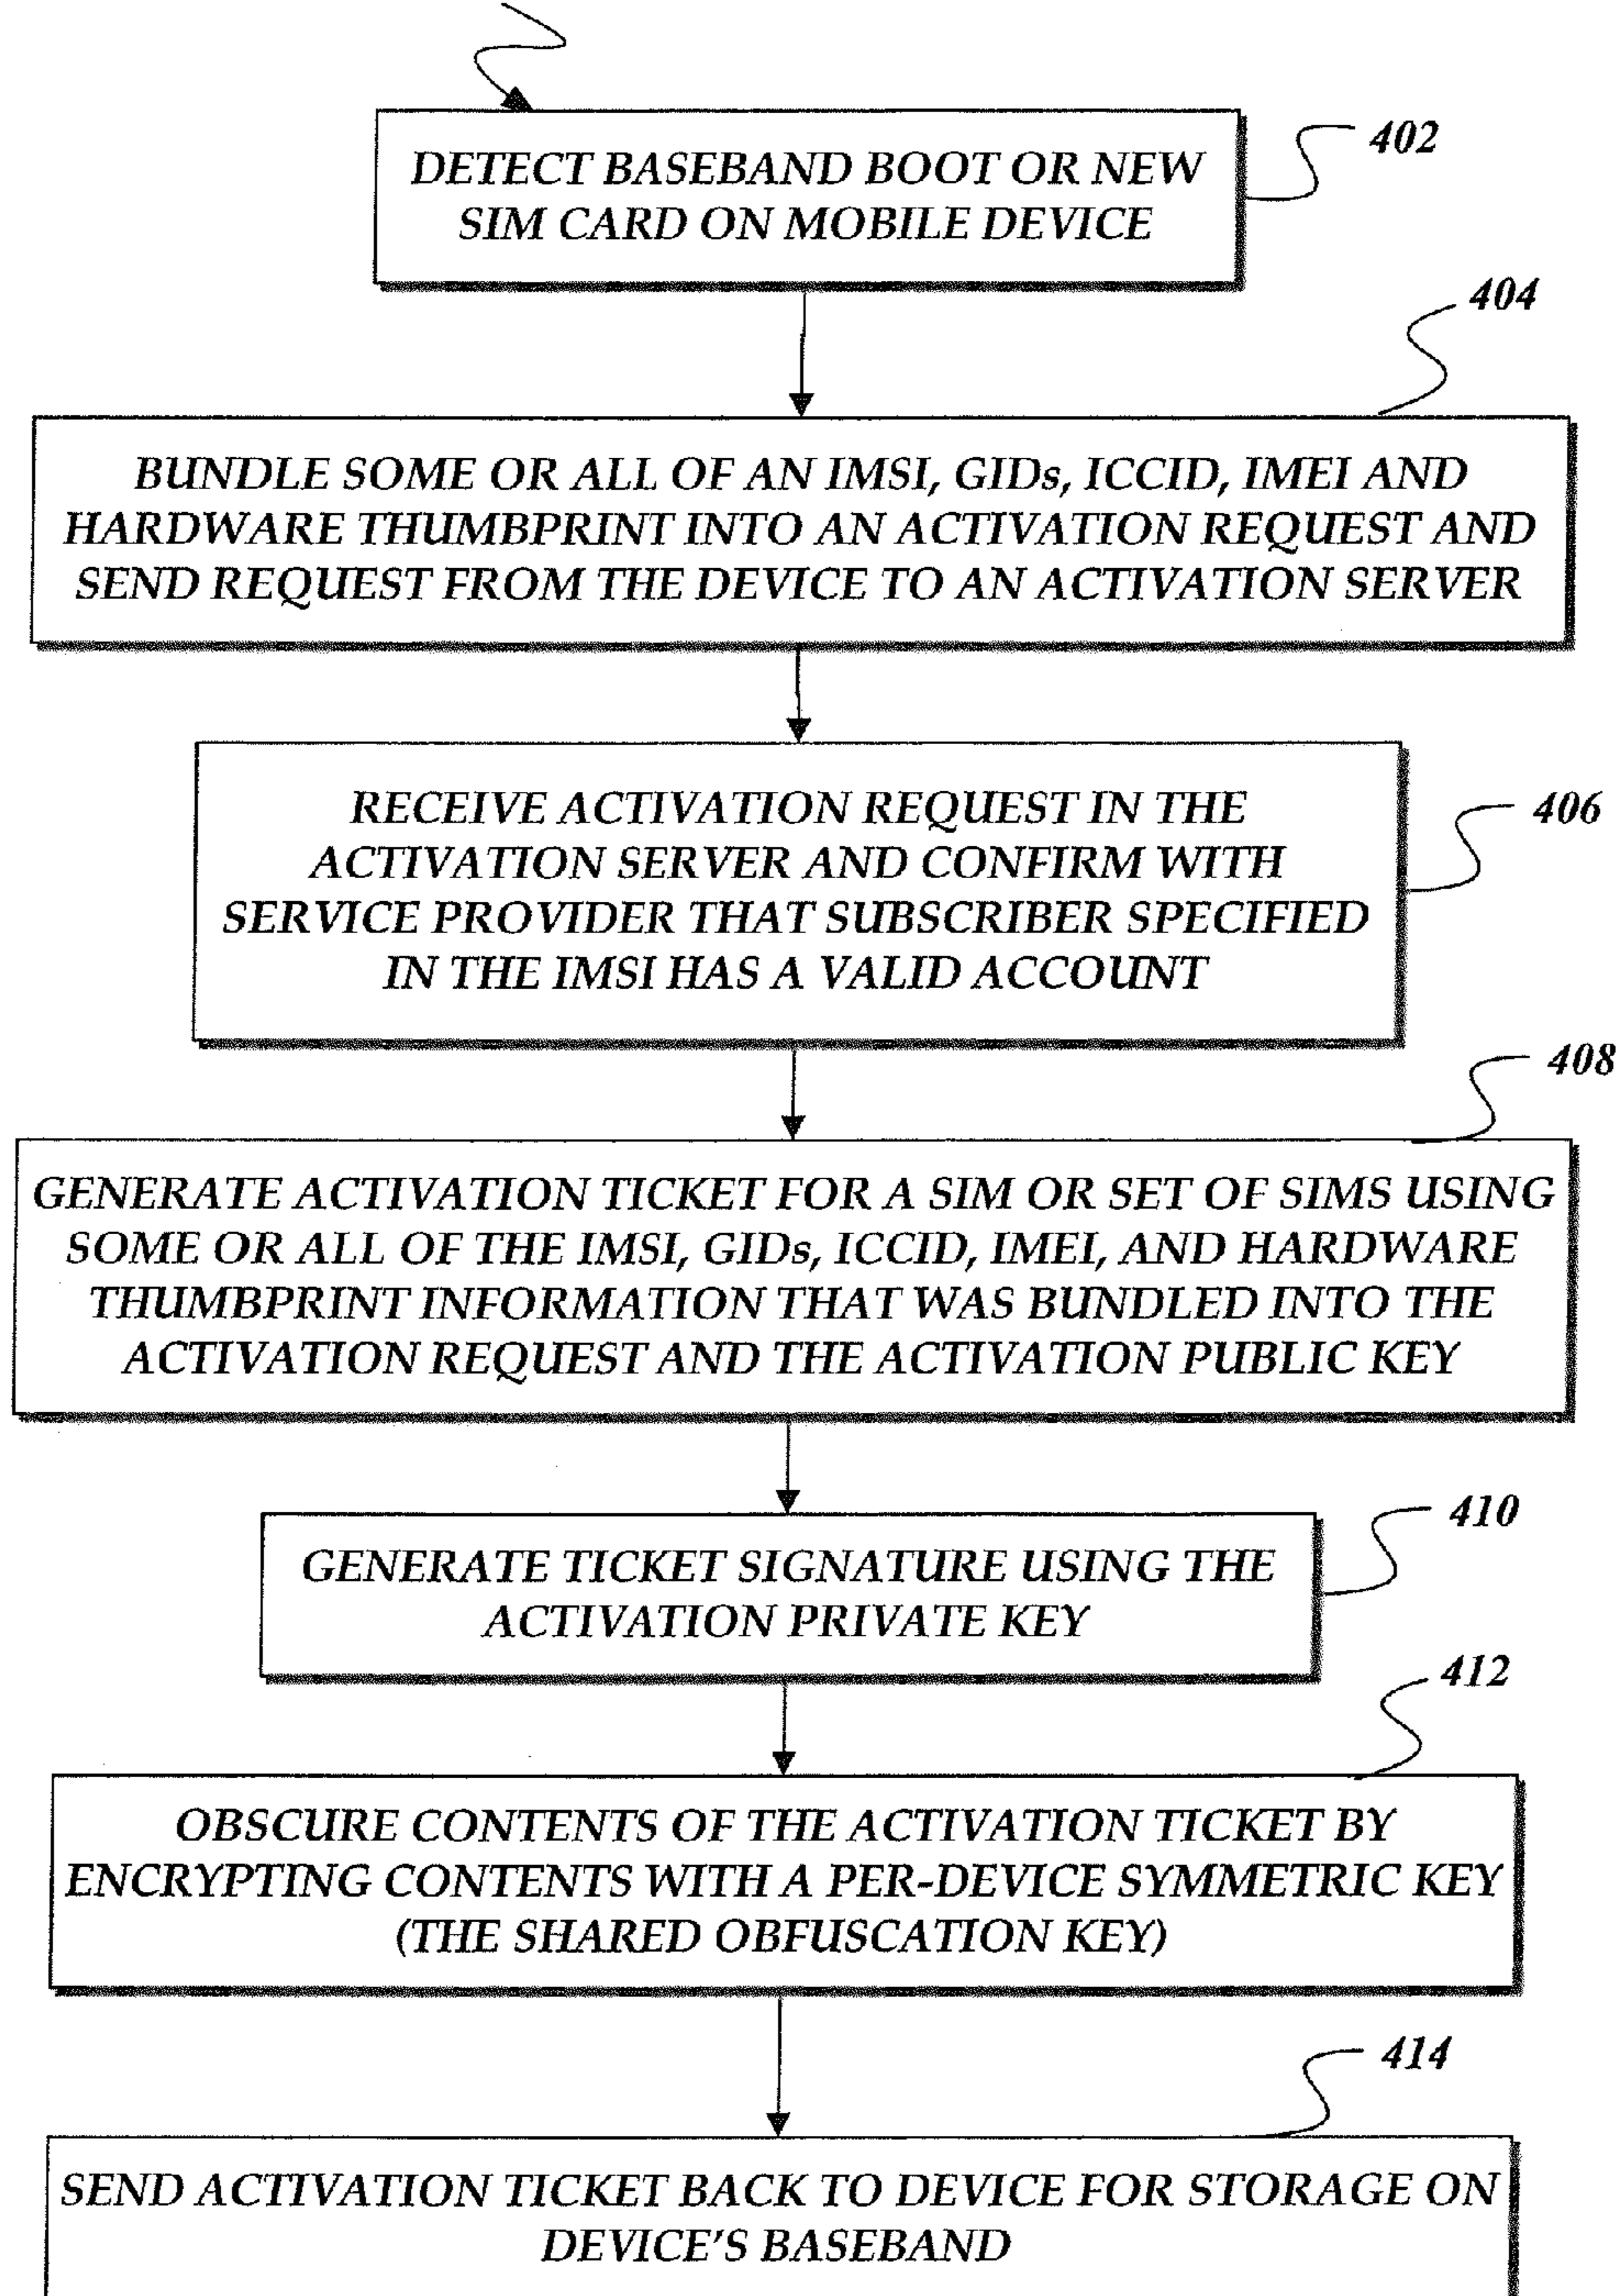 402
DETECT BASEBAND BOOT OR NEW
SIM CARD ON MOBILE DEVICE
404
BUNDLE SOME OR ALL OF AN IMSI, GIDs, ICCID, IMEI AND
HARDWARE THUMBPRINT INTO AN ACTIVATION REQUEST AND
SEND REQUEST FROM THE DEVICE TO AN ACTIVATION SERVER
406
RECEIVE ACTIVATION REQUEST IN THE
ACTIVATION SERVER AND CONFIRM WITH
SERVICE PROVIDER THAT SUBSCRIBER SPECIFIED
IN THE IMSI HAS A VALID ACCOUNT
408
GENERATE ACTIVATION TICKET FOR A SIM OR SET OF SIMS USING
SOME OR ALL OF THE IMSI, GIDs, ICCID, IMEI, AND HARDWARE
THUMBPRINT INFORMATION THAT WAS BUNDLED INTO THE
ACTIVATION REQUEST AND THE ACTIVATION PUBLIC KEY
410
GENERATE TICKET SIGNATURE USING THE
ACTIVATION PRIVATE KEY
412
OBSCURE CONTENTS OF THE ACTIVATION TICKET BY
ENCRYPTING CONTENTS WITH A PER-DEVICE SYMMETRIC KEY
(THE SHARED OBFUSCATION KEY)
414
SEND ACTIVATION TICKET BACK TO DEVICE FOR STORAGE ON
DEVICE'S BASEBAND